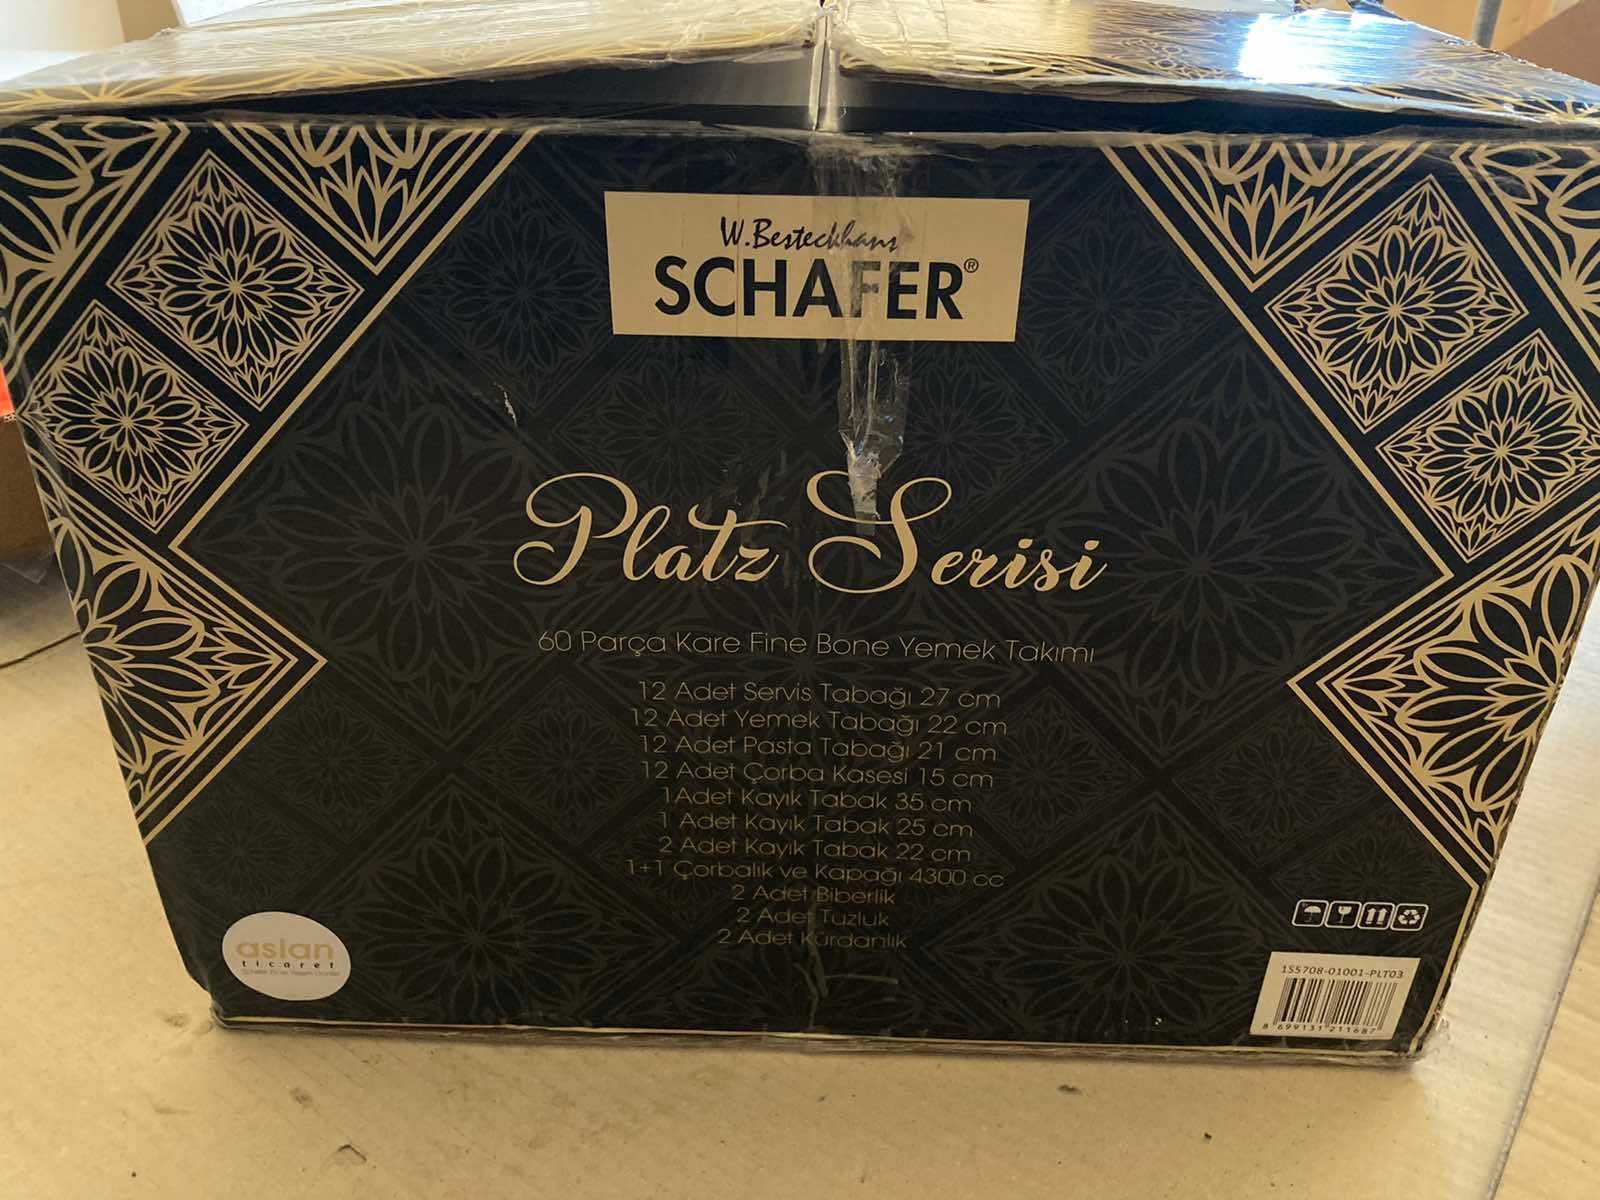 W.Besteckhans
SCHAFER®
Platz Serisi
60 Parça Kare Fine Bone Yemek Takımı
12 Adet Servis Tabağı 27 cm
12 Adet Yemek Tabağı 22 cm
12 Adet Pasta Tabağı 21 cm
12 Adet Çorba Kasesi 15 cm
1Adet Kayık Tabak 35 cm
1 Adet Kayık Tabak 25 cm
2 Adet Kayık Tabak 22 cm
1+1 Çorbalık ve Kapağı 4300 cc
2 Adet Biberlik
2 Adet Tuzluk
2 Adet Kürdanlık
aslan
ticaret
155708-01001-PLT03
8 699131 211687